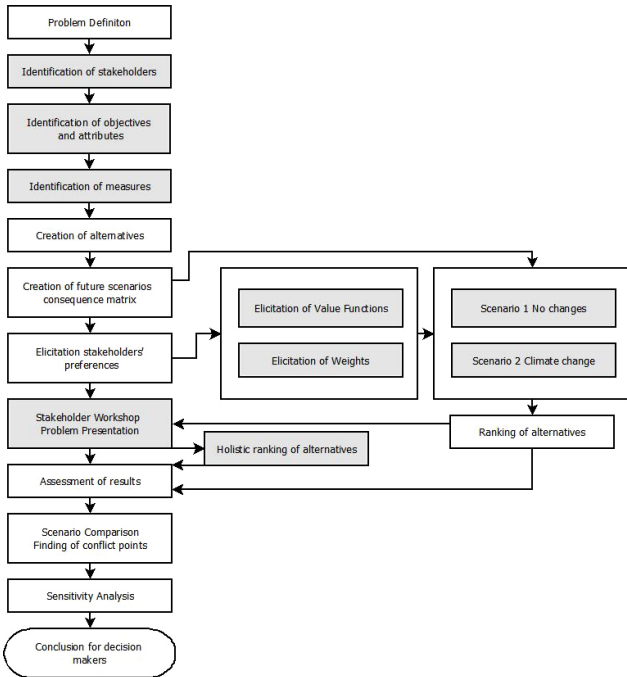 Problem Definiton
Identification of stakeholders
Identification of objectives
and attributes
Identification of measures
Creation of alternatives
Creation of future scenarios
consequence matrix
Elicitation of Value Functions
Elicitation of Weights
Scenario 1 No changes
Scenario 2 Climate change
Elicitation stakeholders'
preferences
Stakeholder Workshop
Problem Presentation
Ranking of alternatives
Holistic ranking of alternatives
Assessment of results
Scenario Comparison
Finding of conflict points
Sensitivity Analysis
Conclusion for decision
makers